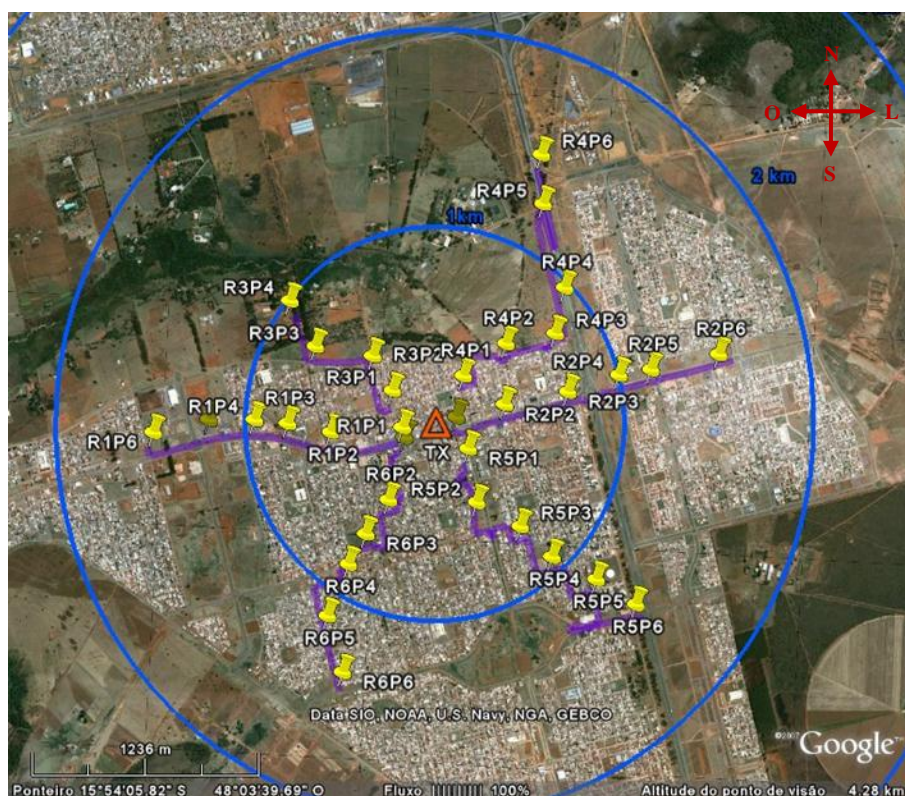 N
O L
S
R4P6
2 km
R4P5
1km
R4P4
R3P4
R3P3
R4P2
R4P3
R3P2
R4P1
R2P6
R2P5
R3P1
R2P4
R2P3
R2P2
R1P4
R1P3
R1P1
R1P6
R1P2
TX
R5P1
R6P2
R5P2
R5P3
R6P3
R6P4
R5P4
R5P5
R5P6
R6P5
R6P6
Data SIO, NOAA, U.S. Navy, NGA, GEBCO
1236 m
©2007 Google™
Ponteiro 15°54'05.82" S 48°03'39.69" O Fluxo 100% Altitude do ponto de visão 4.28 km